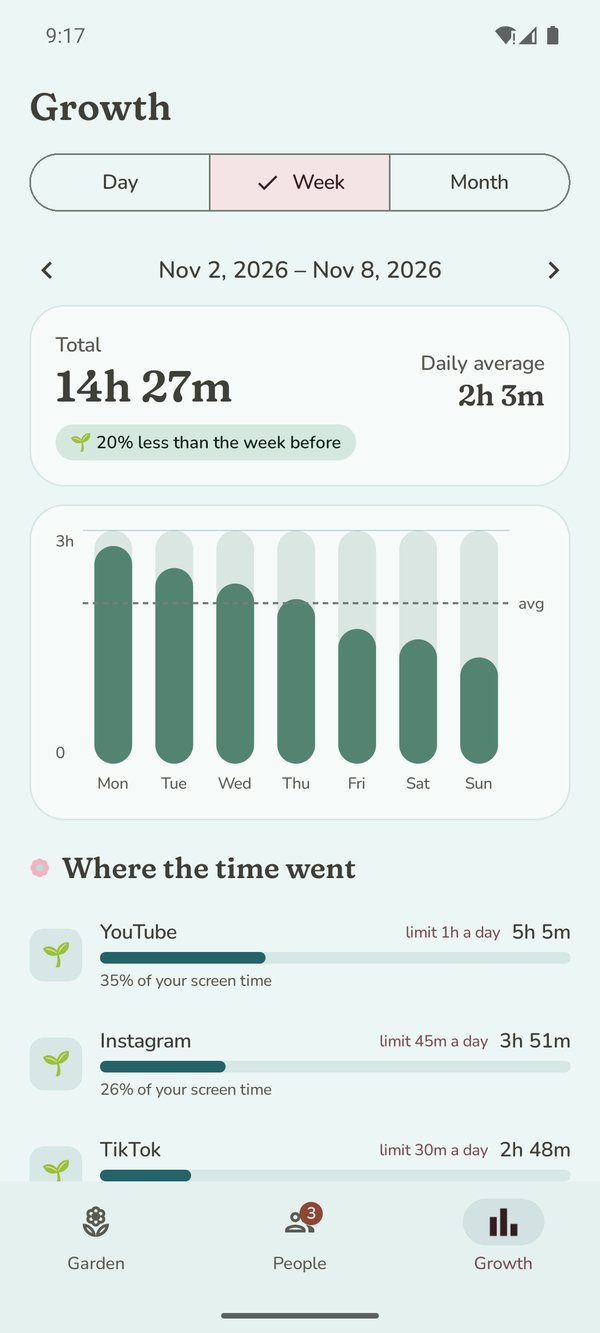 9:17
Growth
Day
Week
Month
Nov 2, 2026 – Nov 8, 2026
Total
14h 27m
Daily average
2h 3m
20% less than the week before
3h
avg
0
Mon Tue Wed Thu Fri Sat Sun
Where the time went
YouTube limit 1h a day 5h 5m
35% of your screen time
Instagram limit 45m a day 3h 51m
26% of your screen time
TikTok limit 30m a day 2h 48m
3
Garden People Growth